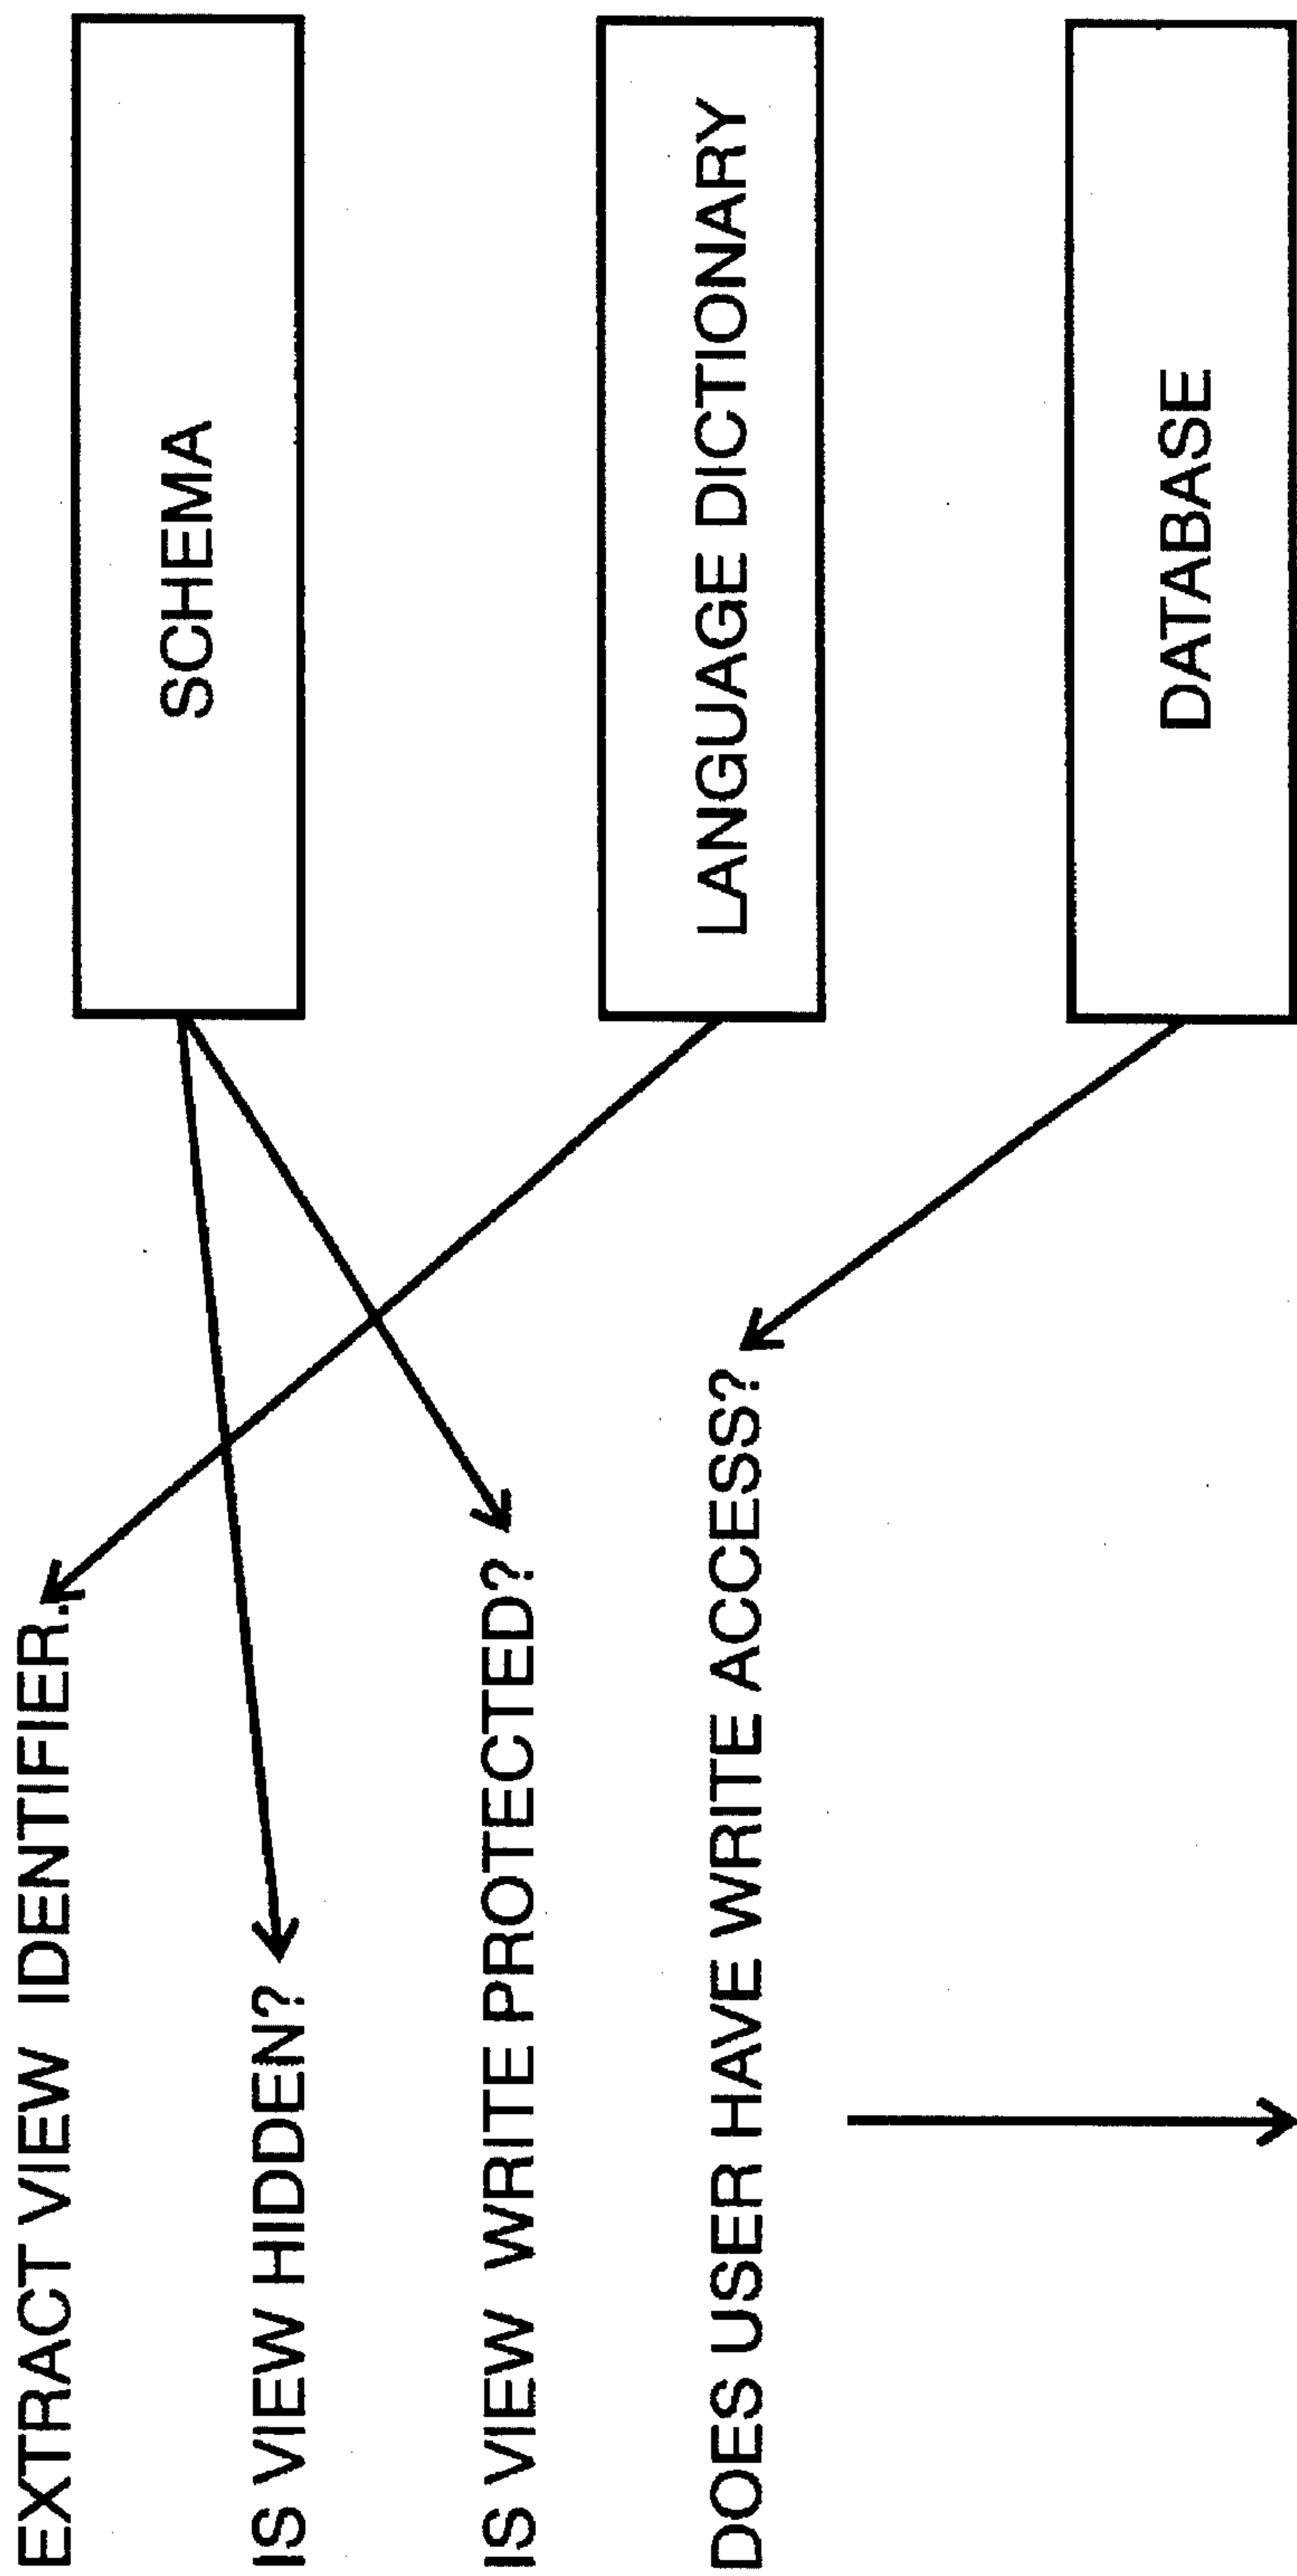 EXTRACT VIEW IDENTIFIER.
IS VIEW HIDDEN?
IS VIEW WRITE PROTECTED?
DOES USER HAVE WRITE ACCESS?
SCHEMA
LANGUAGE DICTIONARY
DATABASE